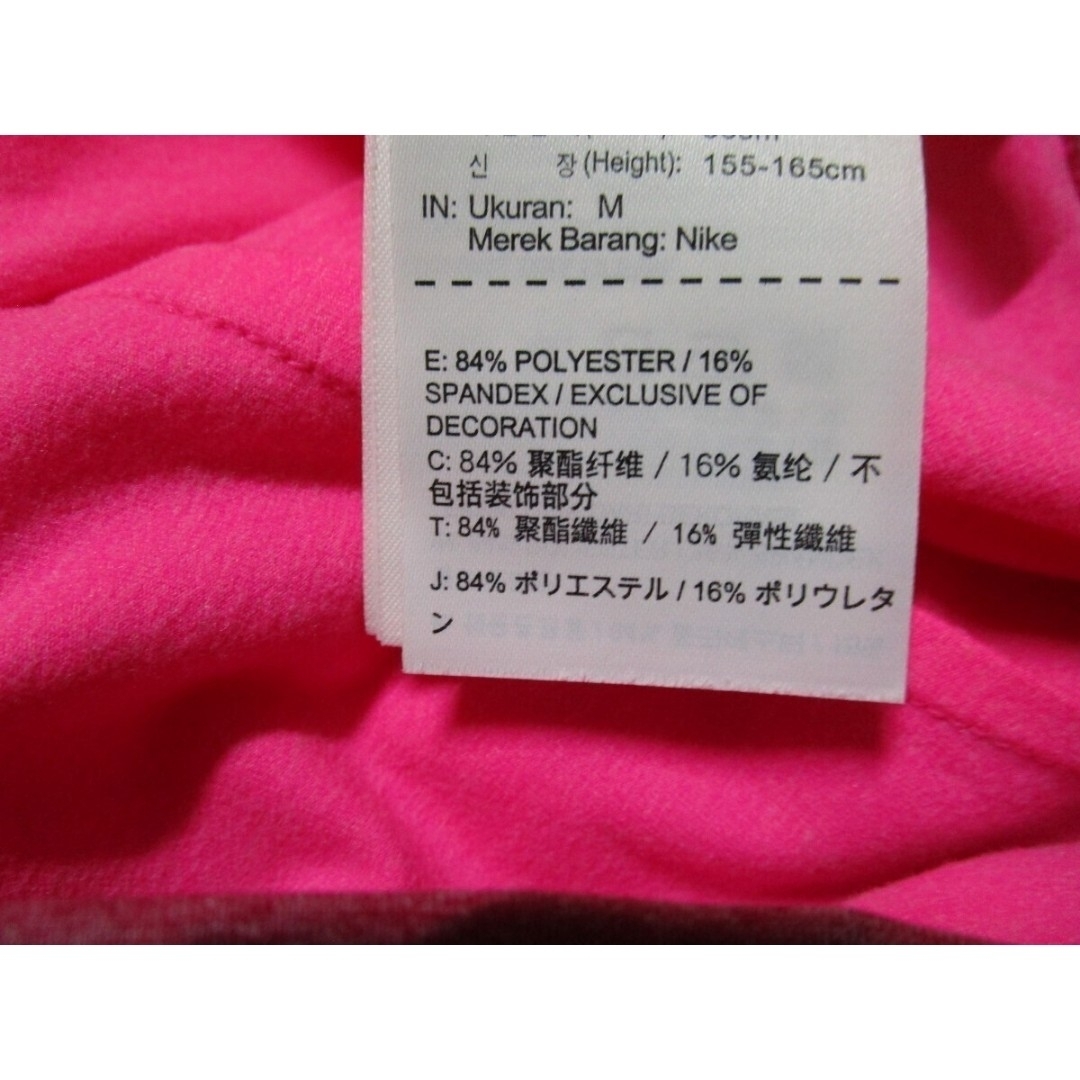 신 장 (Height): 155-165cm
IN: Ukuran: M
Merek Barang: Nike
E: 84% POLYESTER / 16%
SPANDEX / EXCLUSIVE OF
DECORATION
C: 84% 聚酯纤维 / 16% 氨纶 / 不
包括装饰部分
T: 84% 聚酯纖維 / 16% 彈性纖維
J: 84% ポリエステル / 16% ポリウレタ
ン